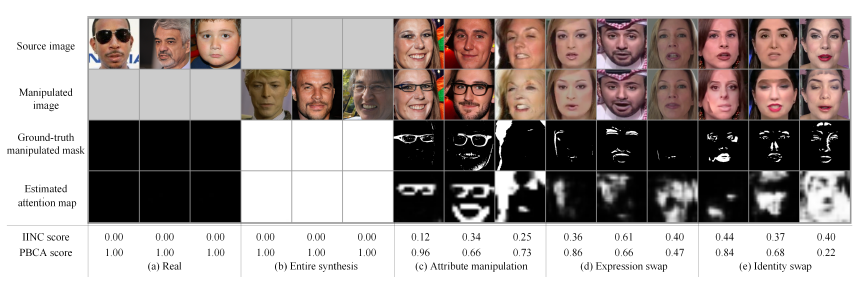 Source image
Manipulated image
Ground-truth manipulated mask
Estimated attention map
IINC score 0.00 0.00 0.00 0.00 0.00 0.00 0.12 0.34 0.25 0.36 0.61 0.40 0.44 0.37 0.40
PBCA score 1.00 1.00 1.00 1.00 1.00 1.00 0.96 0.66 0.73 0.86 0.66 0.47 0.84 0.68 0.22
(a) Real (b) Entire synthesis (c) Attribute manipulation (d) Expression swap (e) Identity swap